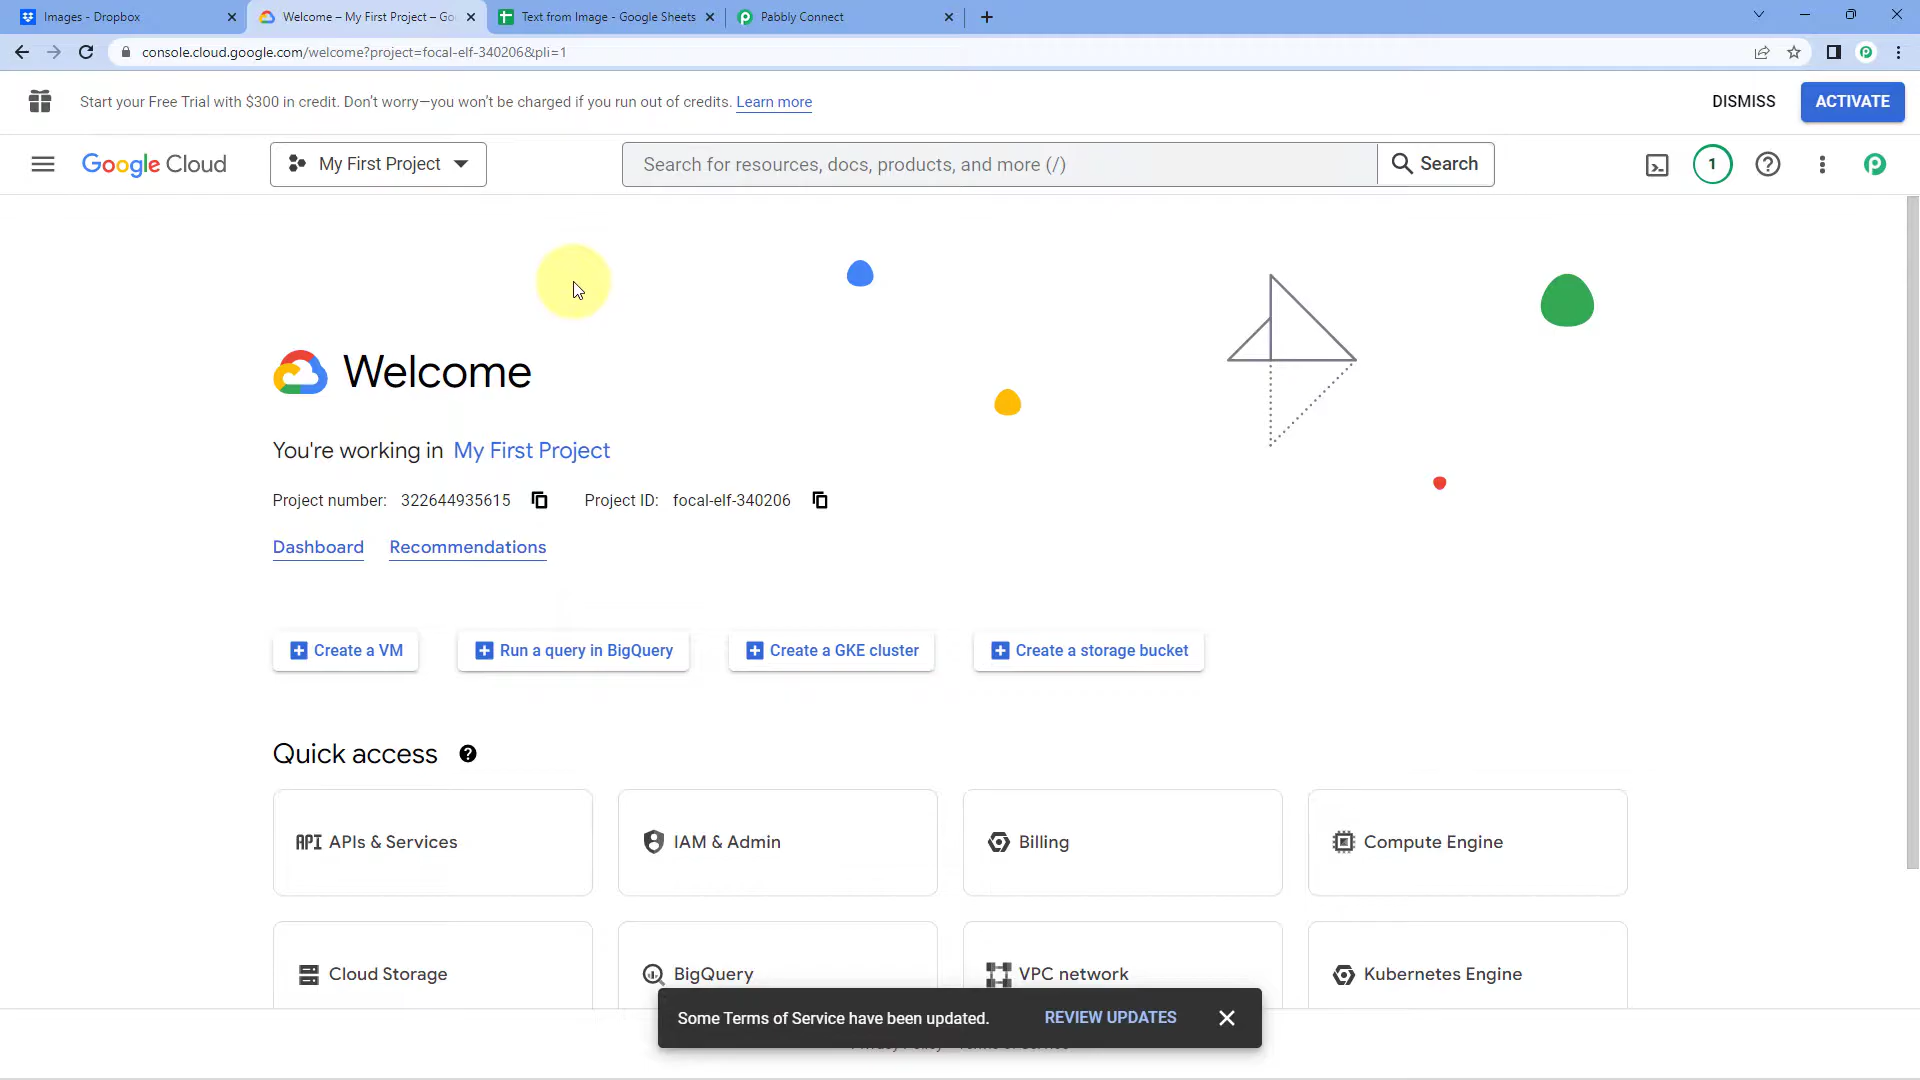 Images - Dropbox
Welcome – My First Project – Go
Text from Image - Google Sheets
Pabbly Connect
console.cloud.google.com/welcome?project=focal-elf-340206&pli=1
Start your Free Trial with $300 in credit. Don't worry—you won't be charged if you run out of credits. Learn more
DISMISS
ACTIVATE
Google Cloud
My First Project
Search for resources, docs, products, and more (/)
Search
1
Welcome
You're working in My First Project
Project number: 322644935615
Project ID: focal-elf-340206
Dashboard
Recommendations
Create a VM
Run a query in BigQuery
Create a GKE cluster
Create a storage bucket
Quick access
API APIs & Services
IAM & Admin
Billing
Compute Engine
Cloud Storage
BigQuery
VPC network
Kubernetes Engine
Some Terms of Service have been updated.
REVIEW UPDATES